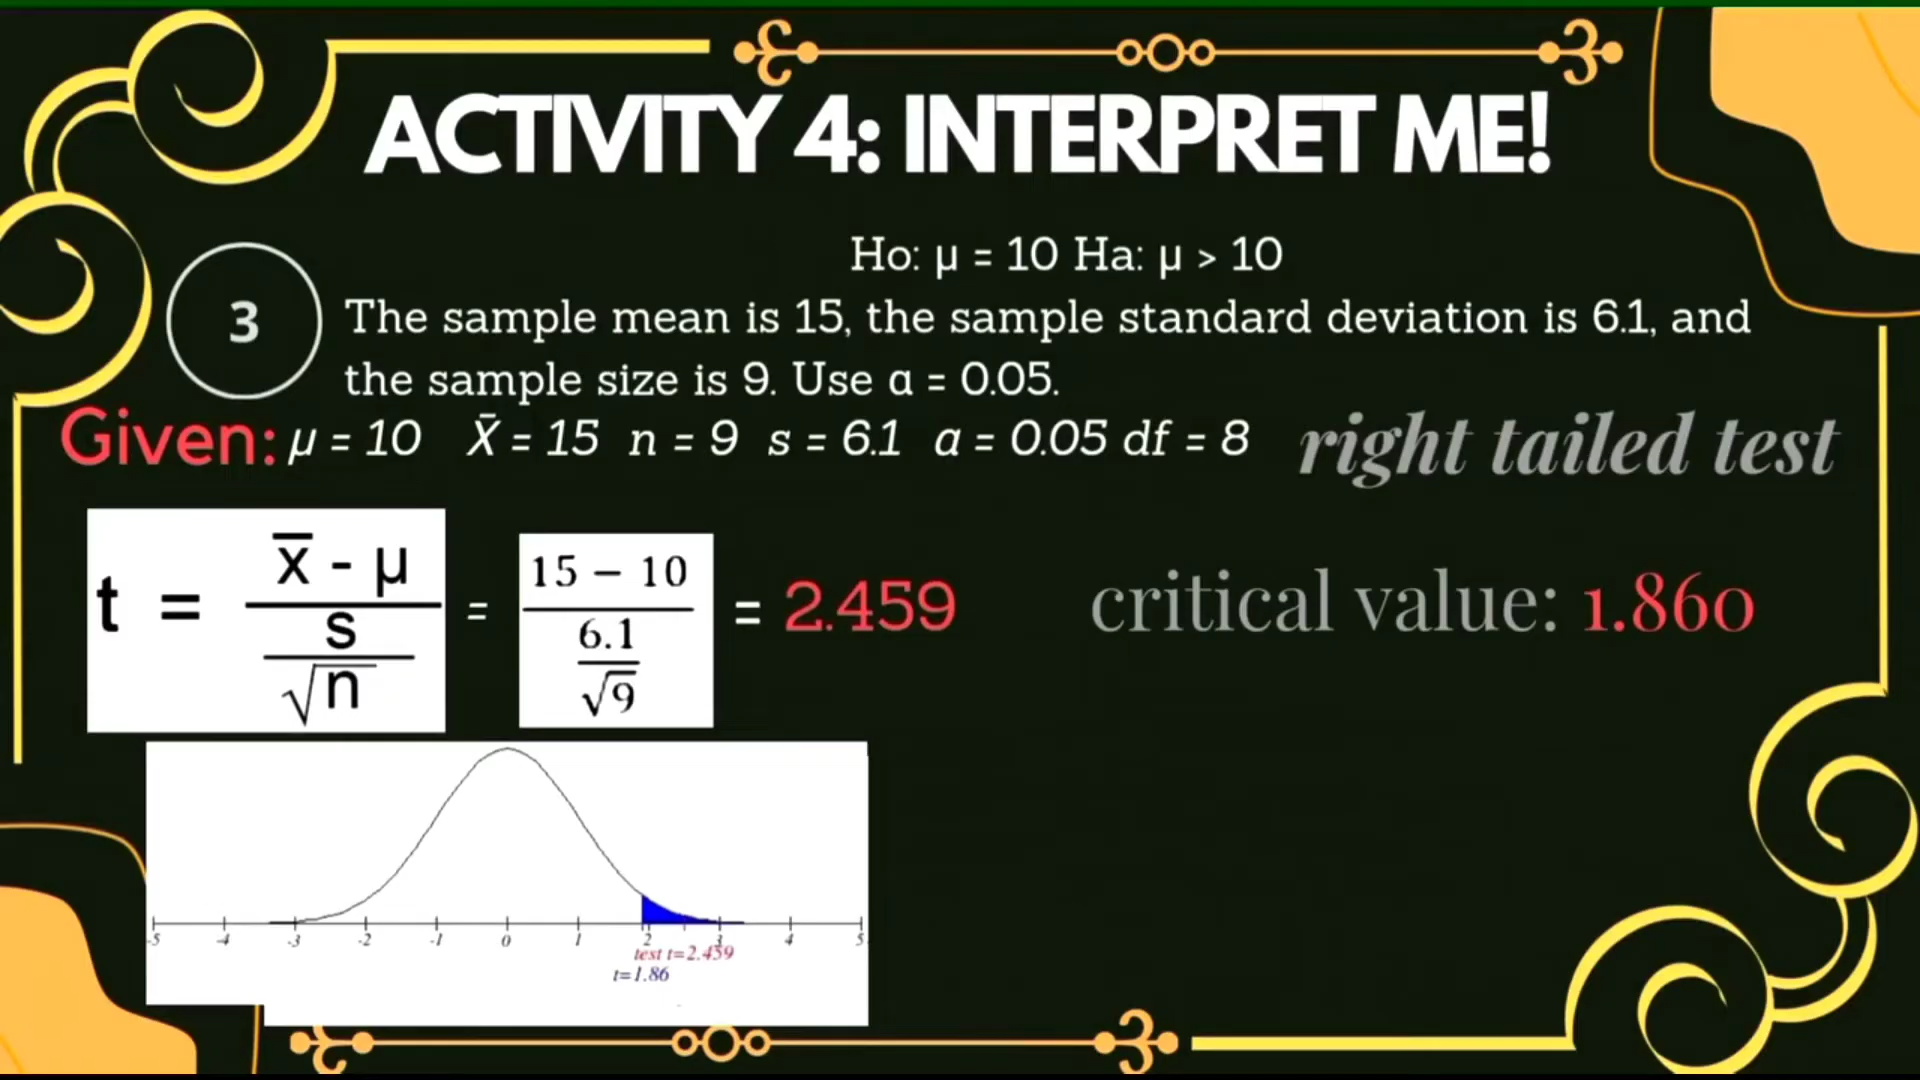 ACTIVITY 4: INTERPRET ME!
Ho: μ = 10 Ha: μ > 10
3
The sample mean is 15, the sample standard deviation is 6.1, and
the sample size is 9. Use α = 0.05.
Given: μ = 10 X̄ = 15 n = 9 s = 6.1 a = 0.05 df = 8 right tailed test
t = x̄ - μ
s
√n
= 15 − 10
6.1
√9
= 2.459
critical value: 1.860
-5 -4 -3 -2 -1 0 1 2 3 4 5
test t=2.459
t=1.86